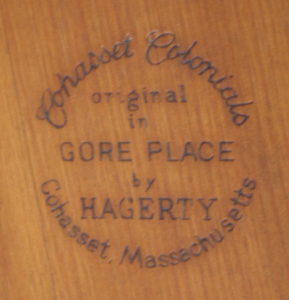 Cohasset Colonials
original
in
GORE PLACE
by
HAGERTY
Cohasset, Massachusetts